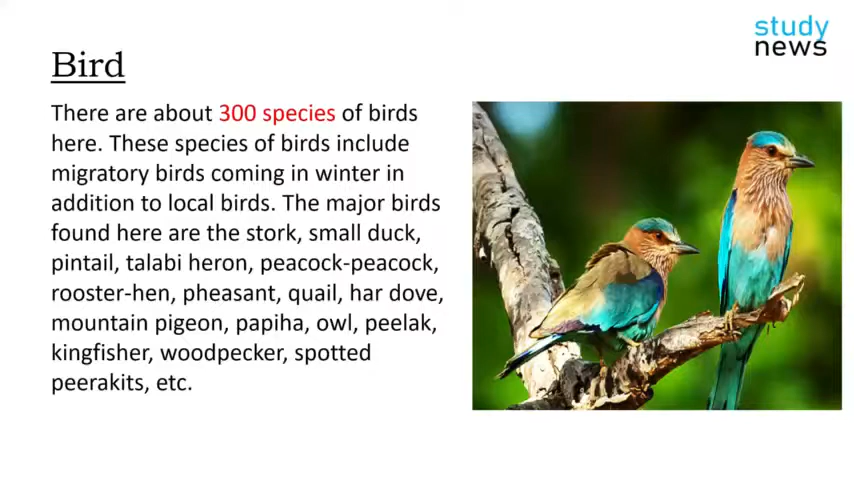 study
news
Bird
There are about 300 species of birds
here. These species of birds include
migratory birds coming in winter in
addition to local birds. The major birds
found here are the stork, small duck,
pintail, talabi heron, peacock-peacock,
rooster-hen, pheasant, quail, har dove,
mountain pigeon, papiha, owl, peelak,
kingfisher, woodpecker, spotted
peerakits, etc.